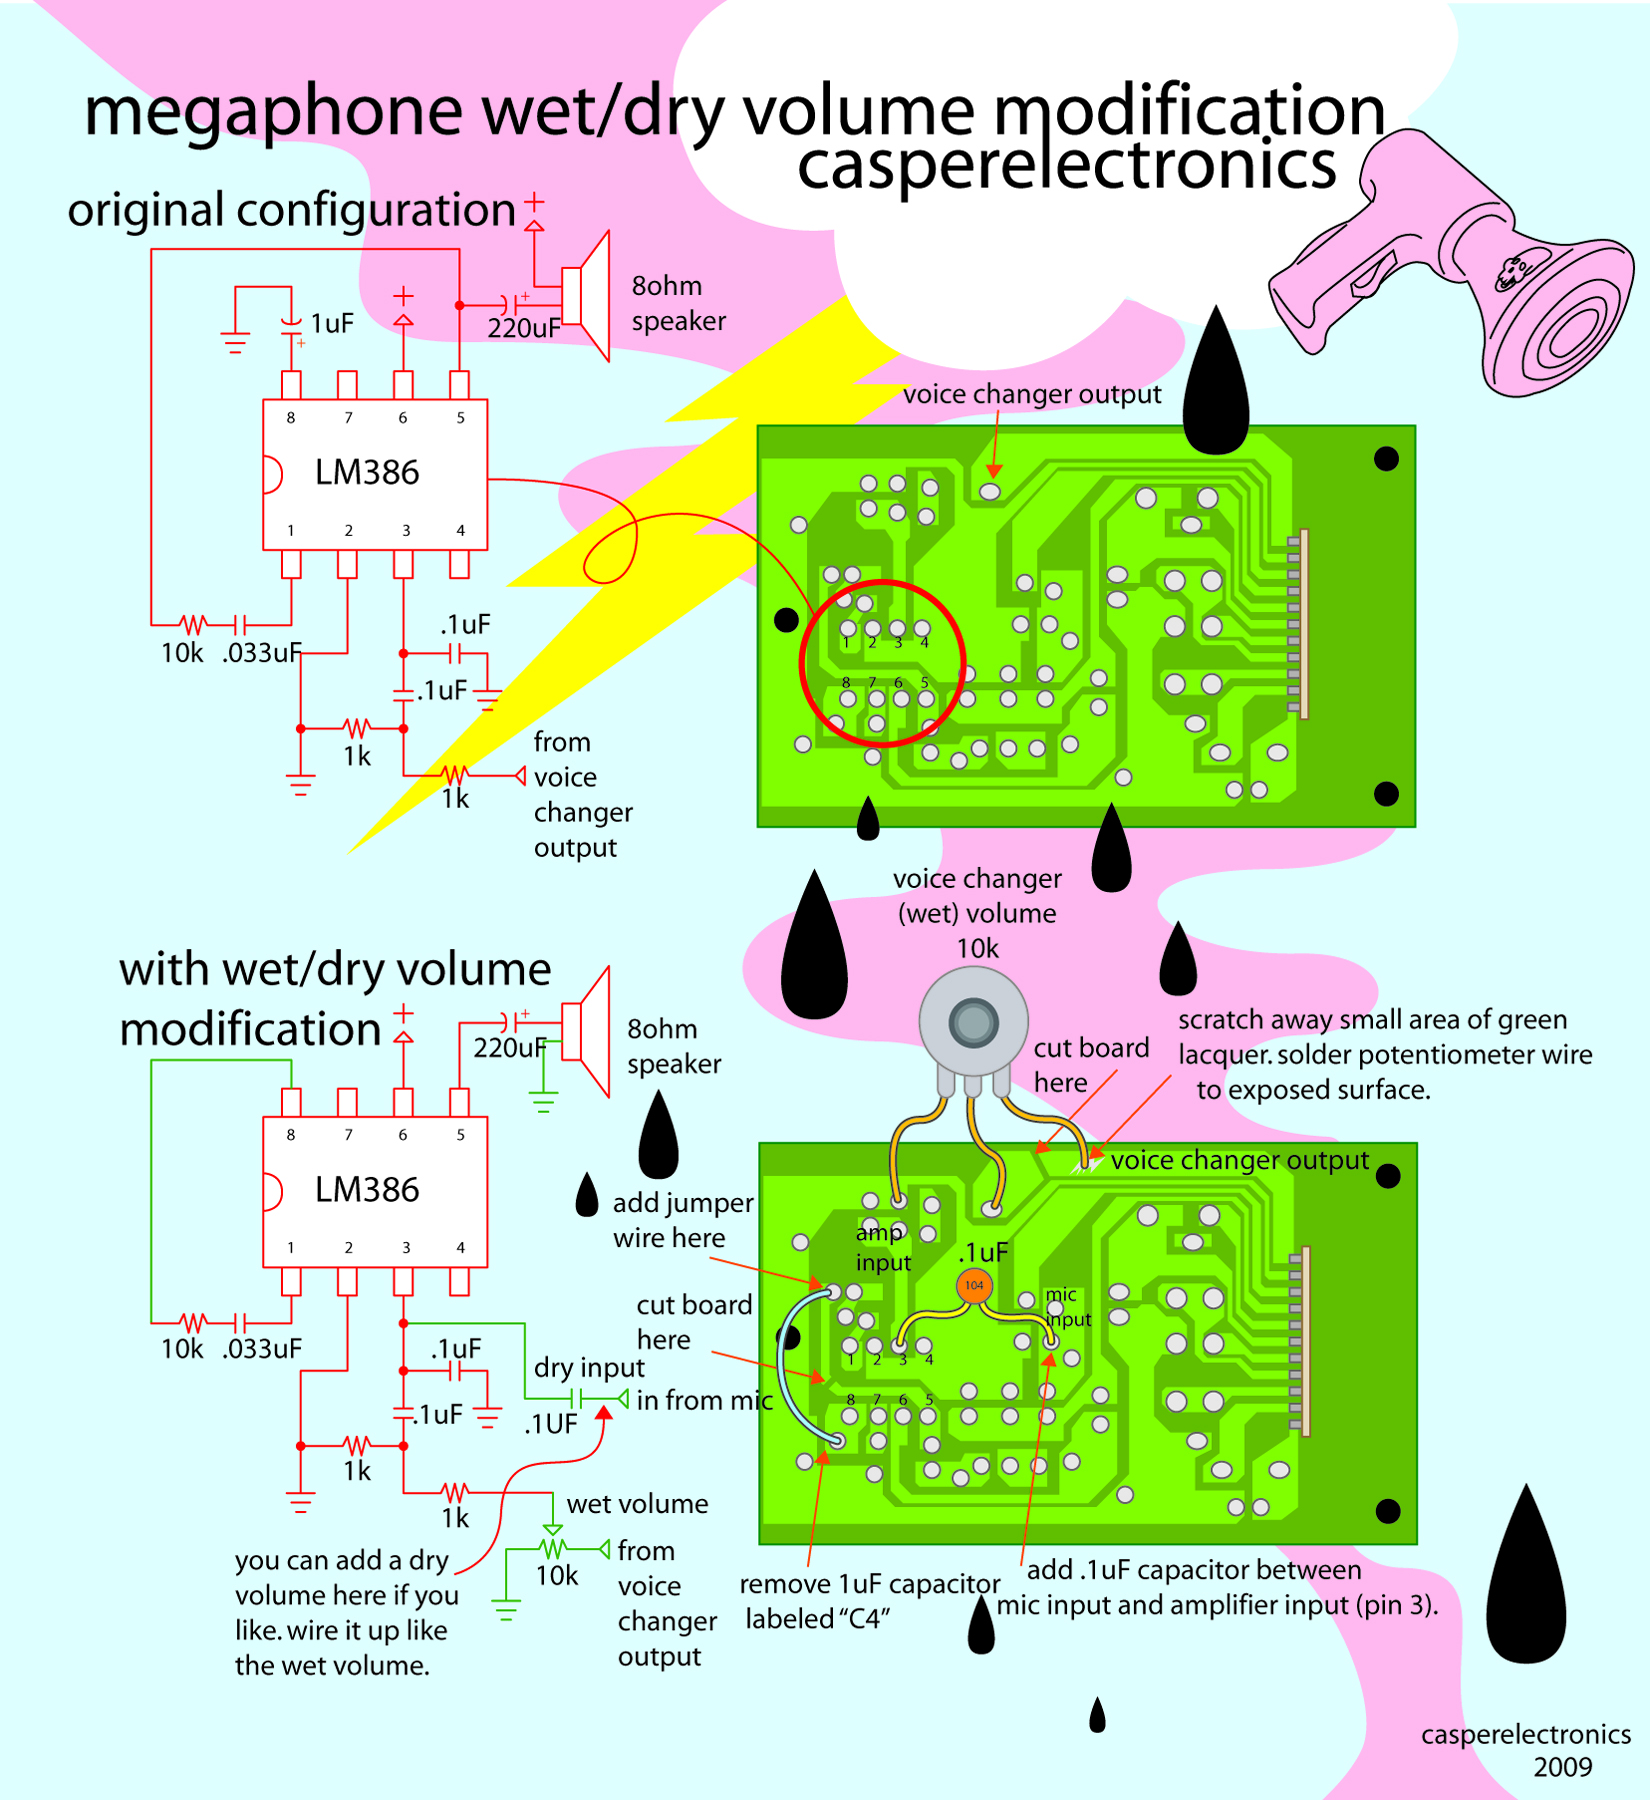 megaphone wet/dry volume modification
casperelectronics
original configuration
+
+
8ohm
speaker
220uF
+
1uF
+
8 7 6 5
LM386
1 2 3 4
10k .033uF
.1uF
.1uF
1k
1k
from
voice
changer
output
voice changer output
1 2 3 4
8 7 6 5
with wet/dry volume
modification
+
+
220uF
8ohm
speaker
8 7 6 5
LM386
1 2 3 4
10k .033uF
.1uF
.1uF
1k
1k
dry input
in from mic
.1UF
wet volume
10k
from
voice
changer
output
you can add a dry
volume here if you
like. wire it up like
the wet volume.
voice changer
(wet) volume
10k
cut board
here
scratch away small area of green
lacquer. solder potentiometer wire
to exposed surface.
voice changer output
add jumper
wire here
amp
input
.1uF
104
mic
input
cut board
here
1 2 3 4
8 7 6 5
remove 1uF capacitor
labeled “C4”
add .1uF capacitor between
mic input and amplifier input (pin 3).
casperelectronics
2009